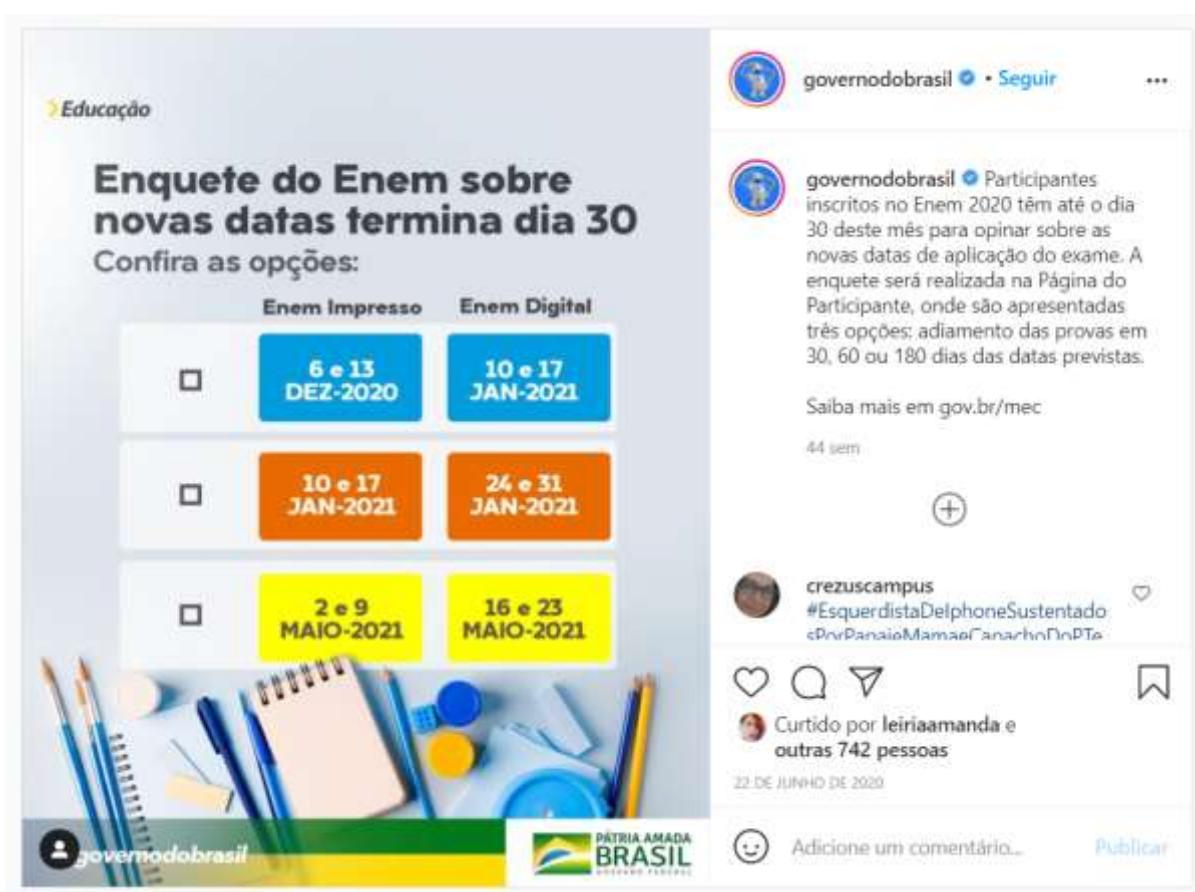 Educação
Enquete do Enem sobre
novas datas termina dia 30
Confira as opções:
Enem Impresso
Enem Digital
6 e 13
DEZ-2020
10 e 17
JAN-2021
10 e 17
JAN-2021
24 e 31
JAN-2021
2 e 9
MAIO-2021
16 e 23
MAIO-2021
governodobrasil
PÁTRIA AMADA
BRASIL
GOVERNO FEDERAL
governodobrasil • Seguir
governodobrasil Participantes
inscritos no Enem 2020 têm até o dia
30 deste mês para opinar sobre as
novas datas de aplicação do exame. A
enquete será realizada na Página do
Participante, onde são apresentadas
três opções: adiamento das provas em
30, 60 ou 180 dias das datas previstas.
Saiba mais em gov.br/mec
44 sem
crezuscampus
#EsquerdistaDeIphoneSustentado
sPorPapaieMamaeCapachoDoPTe
Curtido por leiriaamanda e
outras 742 pessoas
22 DE JUNHO DE 2020
Adicione um comentário...
Publicar